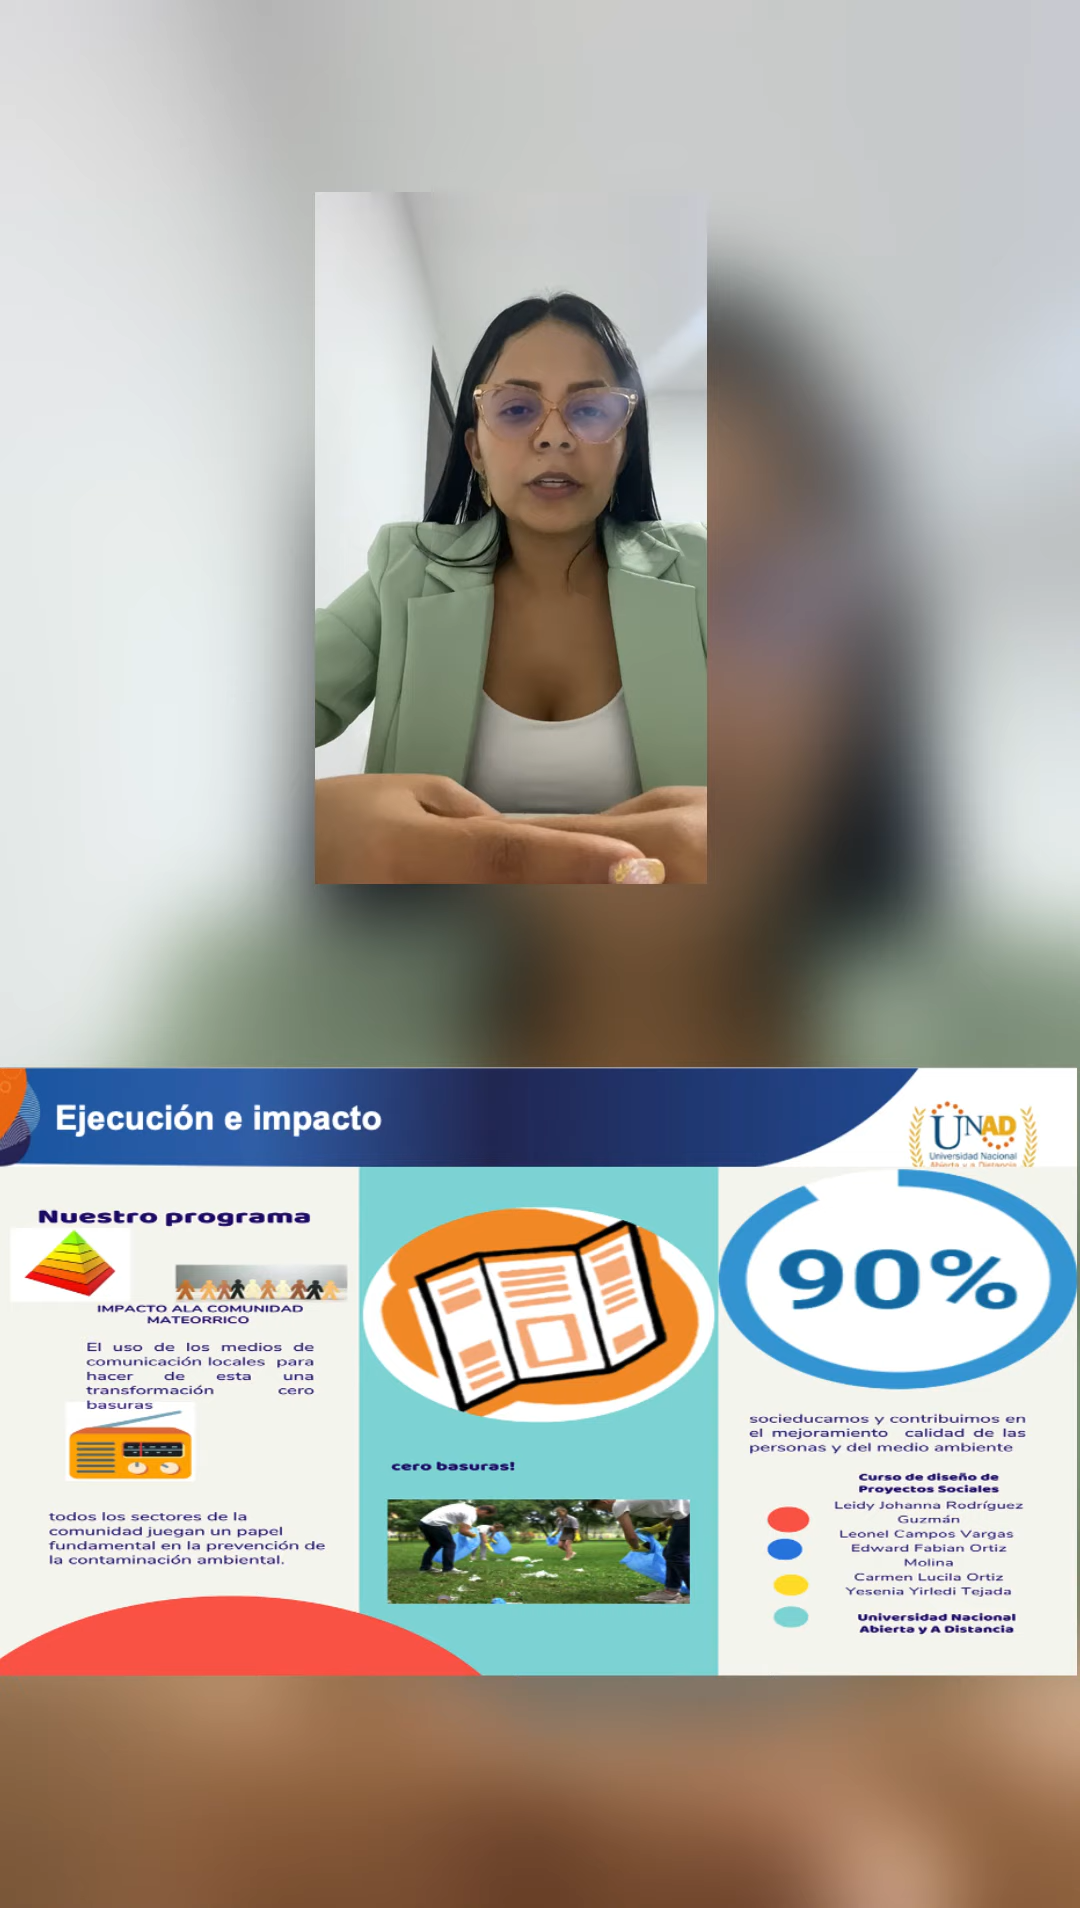 Ejecución e impacto
UNAD
Universidad Nacional
Abierta y a Distancia
Nuestro programa
IMPACTO ALA COMUNIDAD
MATEORRICO
El uso de los medios de
comunicación locales para
hacer de esta una
transformación cero
basuras
todos los sectores de la
comunidad juegan un papel
fundamental en la prevención de
la contaminación ambiental.
cero basuras!
90%
socieducamos y contribuimos en
el mejoramiento calidad de las
personas y del medio ambiente
Curso de diseño de
Proyectos Sociales
Leidy Johanna Rodríguez
Guzmán
Leonel Campos Vargas
Edward Fabian Ortiz
Molina
Carmen Lucila Ortiz
Yesenia Yirledi Tejada
Universidad Nacional
Abierta y A Distancia